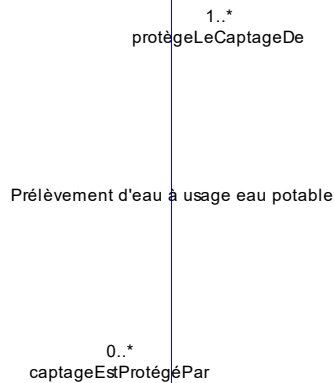 1..*
protègeLeCaptageDe
Prélèvement d'eau à usage eau potable
0..*
captageEstProtégéPar